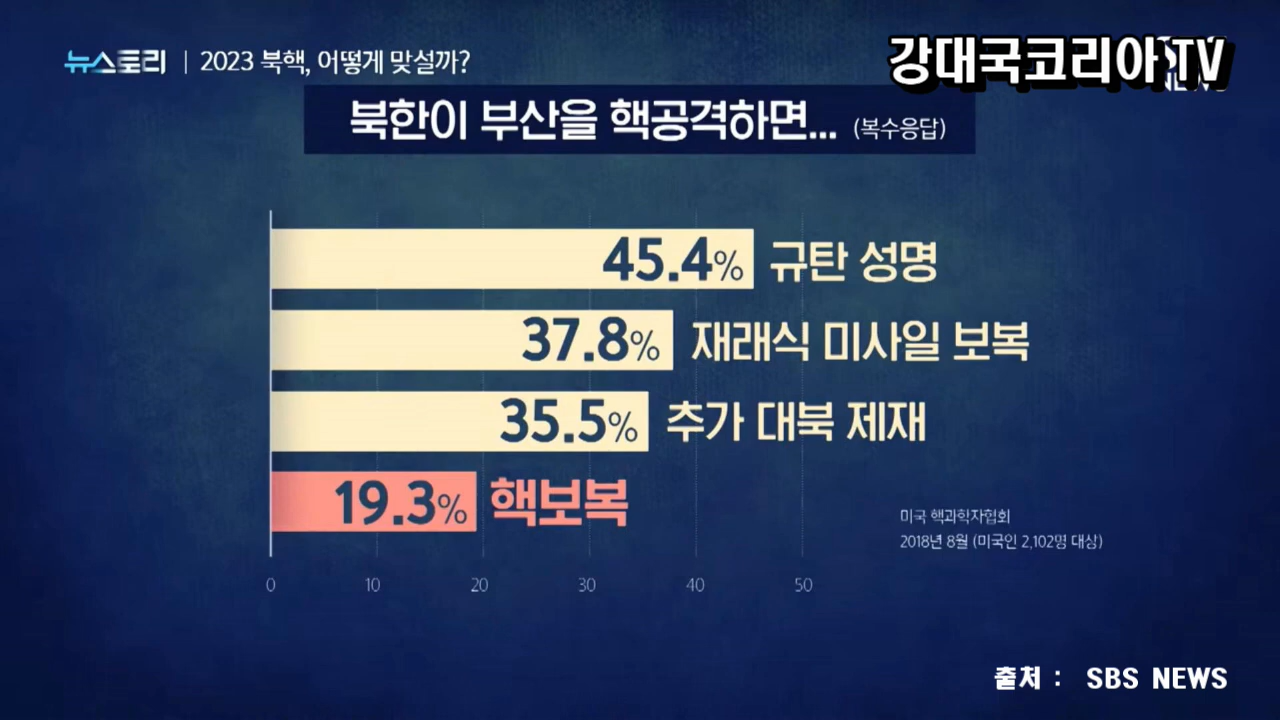 뉴스토리 | 2023 북핵, 어떻게 맞설까?
강대국코리아TV
북한이 부산을 핵공격하면... (복수응답)
45.4% 규탄 성명
37.8% 재래식 미사일 보복
35.5% 추가 대북 제재
19.3% 핵보복
미국 핵과학자협회
2018년 8월 (미국인 2,102명 대상)
0 10 20 30 40 50
출처 : SBS NEWS